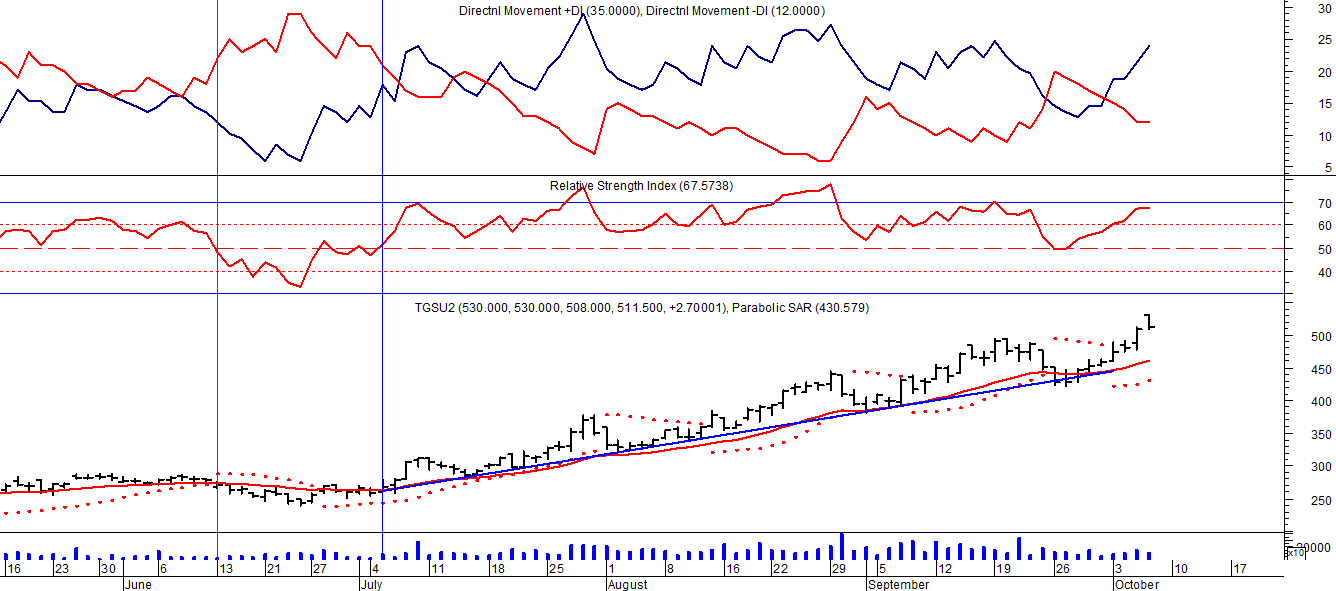 Directnl Movement +DI (35.0000), Directnl Movement -DI (12.0000)
30
25
20
15
10
5
Relative Strength Index (67.5738)
70
60
50
40
TGSU2 (530.000, 530.000, 508.000, 511.500, +2.70001), Parabolic SAR (430.579)
500
450
400
350
300
250
20000
x10
16 23 30 6 13 21 27 4 11 18 25 1 8 16 22 29 5 12 19 26 3 10 17
June July August September October